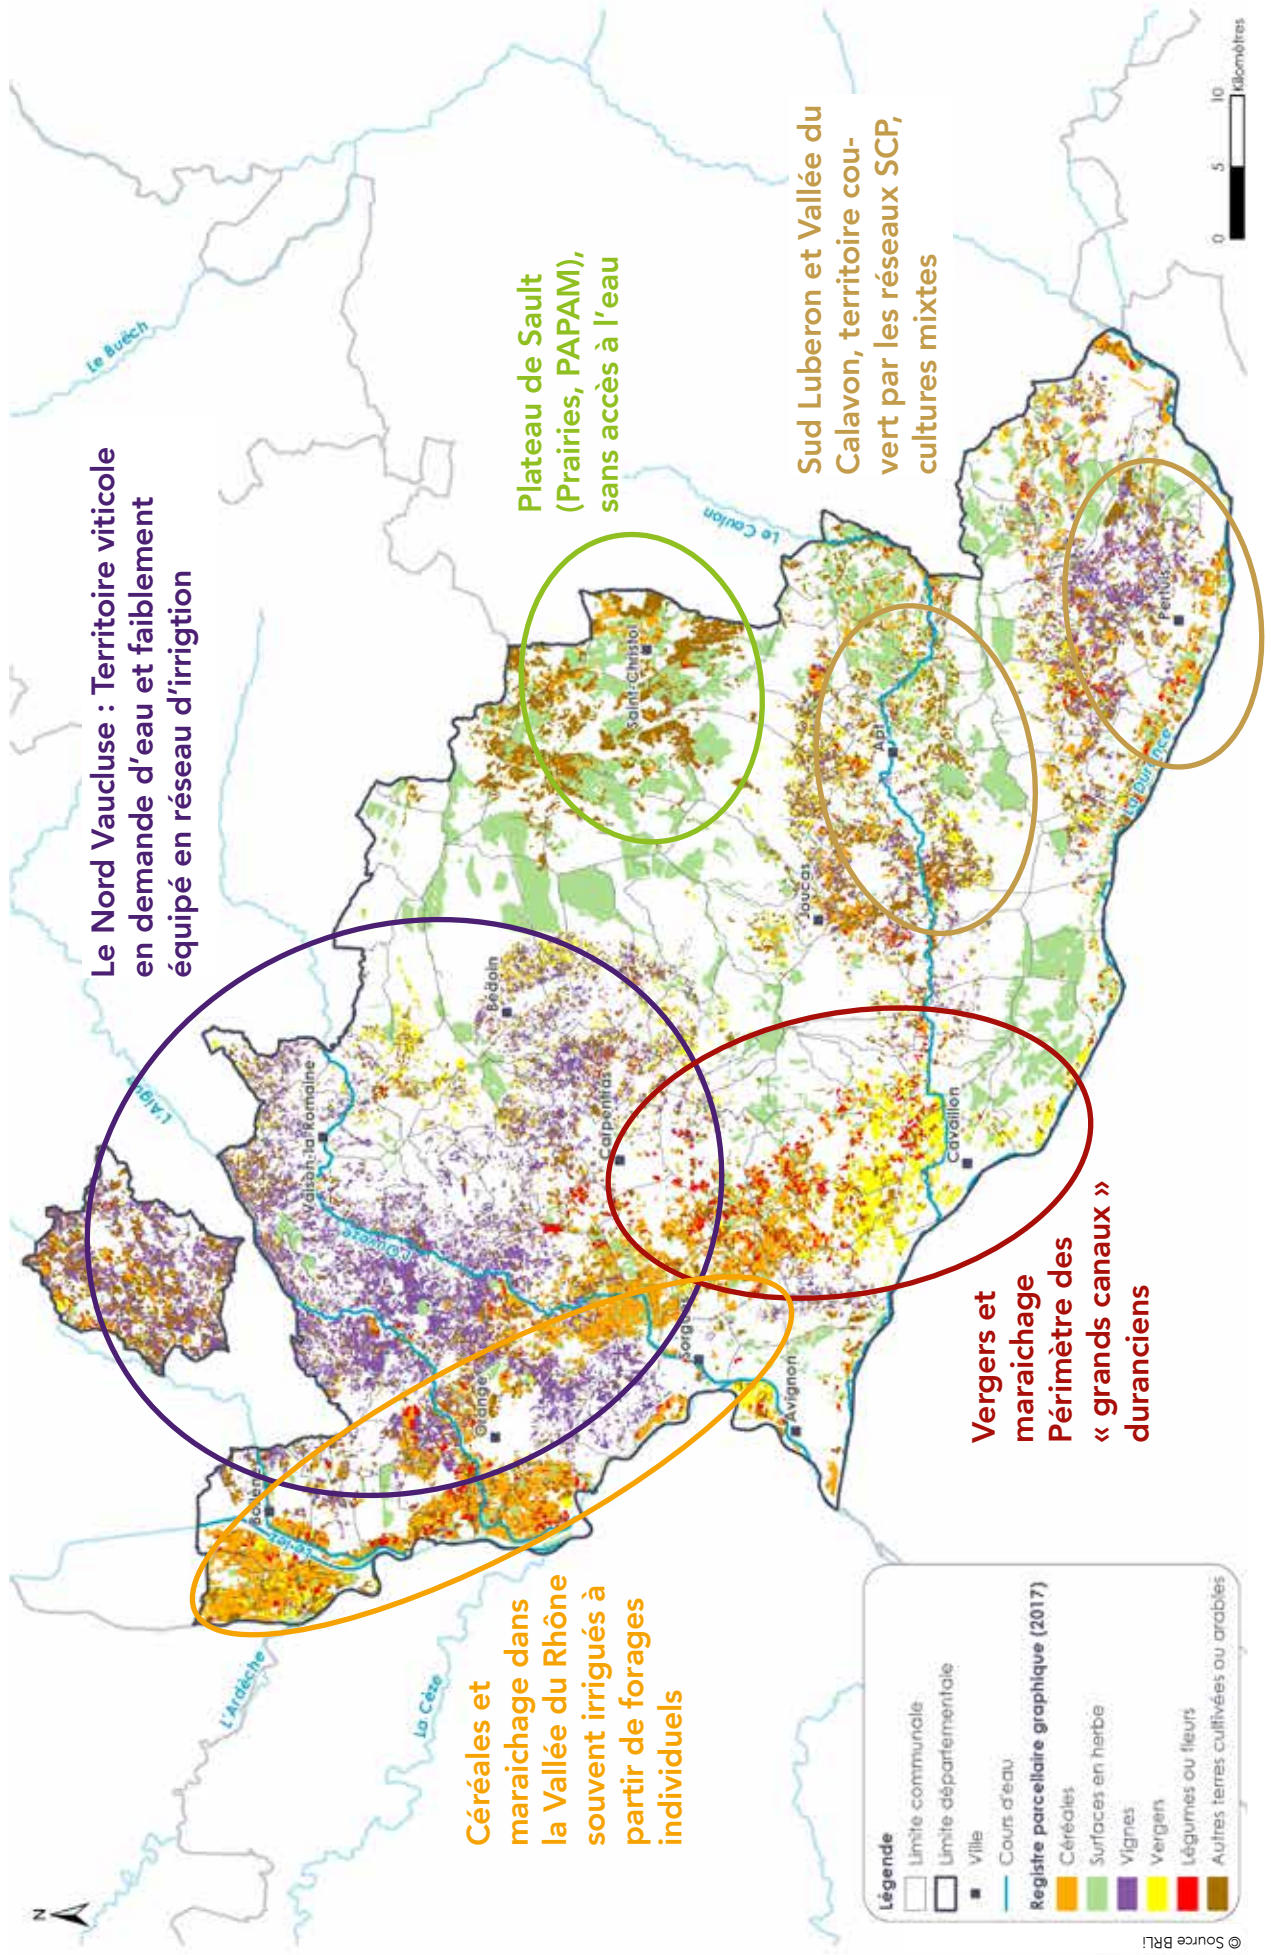 N
Le Nord Vaucluse : Territoire viticole
en demande d'eau et faiblement
équipé en réseau d'irrigtion
Plateau de Sault
(Prairies, PAPAM),
sans accès à l'eau
Sud Luberon et Vallée du
Calavon, territoire cou-
vert par les réseaux SCP,
cultures mixtes
Céréales et
maraichage dans
la Vallée du Rhône
souvent irrigués à
partir de forages
individuels
Vergers et
maraichage
Périmètre des
« grands canaux »
duranciens
Le Buëch
L'Ardèche
La Cèze
Le Lez
L'Ouvèze
Le Coulon
La Durance
Bollène
Orange
Vaison-la-Romaine
Bédoin
Carpentras
Sorgues
Avignon
Cavaillon
Joucas
Apt
Saint-Christol
Pertuis
Légende
Limite communale
Limite départementale
Ville
Cours d'eau
Registre parcellaire graphique (2017)
Céréales
Surfaces en herbe
Vignes
Vergers
Légumes ou fleurs
Autres terres cultivées ou arables
0 5 10
Kilomètres
© Source BRLi